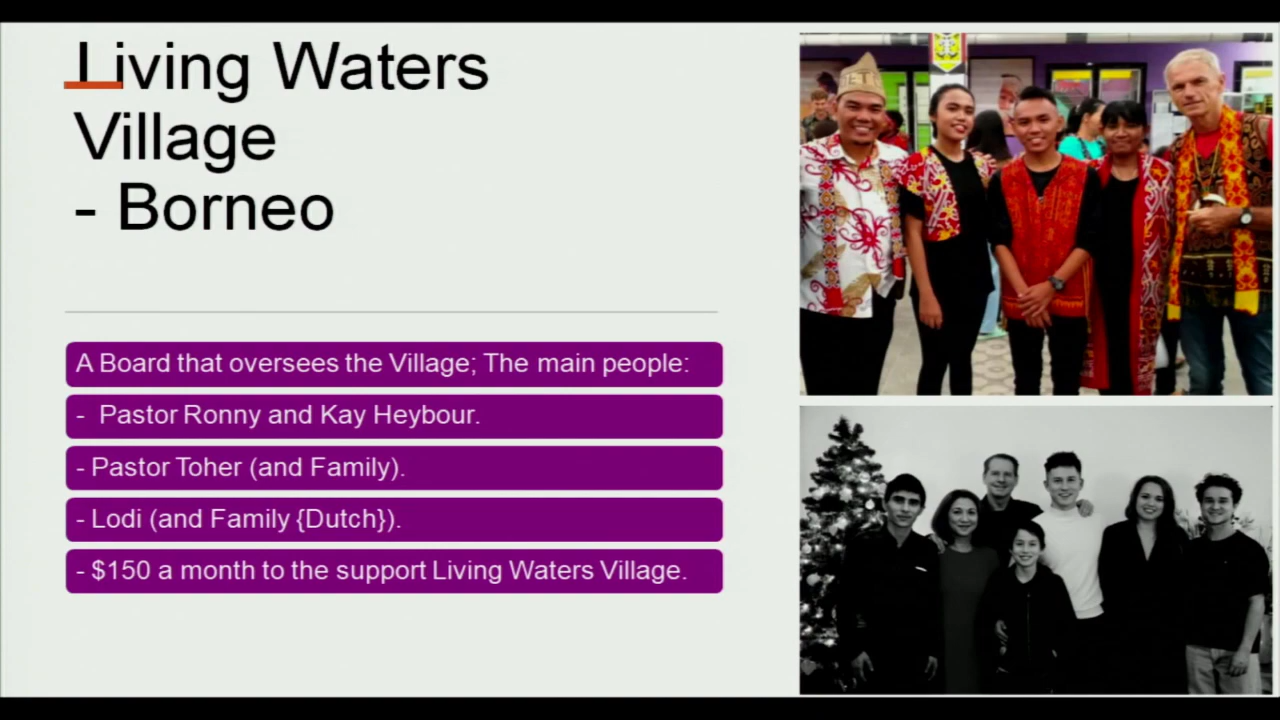 Living Waters
Village
- Borneo
A Board that oversees the Village; The main people:
- Pastor Ronny and Kay Heybour.
- Pastor Toher (and Family).
- Lodi (and Family {Dutch}).
- $150 a month to the support Living Waters Village.